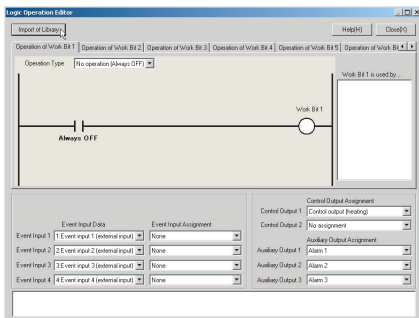 Logic Operation Editor
Import of Library Help(H) Close(X)
Operation of Work Bit 1 Operation of Work Bit 2 Operation of Work Bit 3 Operation of Work Bit 4 Operation of Work Bit 5 Operation of Work Bit
Operation Type No operation (Always OFF)
Work Bit 1 is used by ...
Work Bit 1
Always OFF
Control Output Assignment
Control Output 1 Control output (heating)
Event Input Data Event Input Assignment
Control Output 2 No assignment
Event Input 1 1:Event input 1 (external input) None
Auxiliary Output Assignment
Event Input 2 2:Event input 2 (external input) None
Auxiliary Output 1 Alarm 1
Event Input 3 3:Event input 3 (external input) None
Auxiliary Output 2 Alarm 2
Event Input 4 4:Event input 4 (external input) None
Auxiliary Output 3 Alarm 3